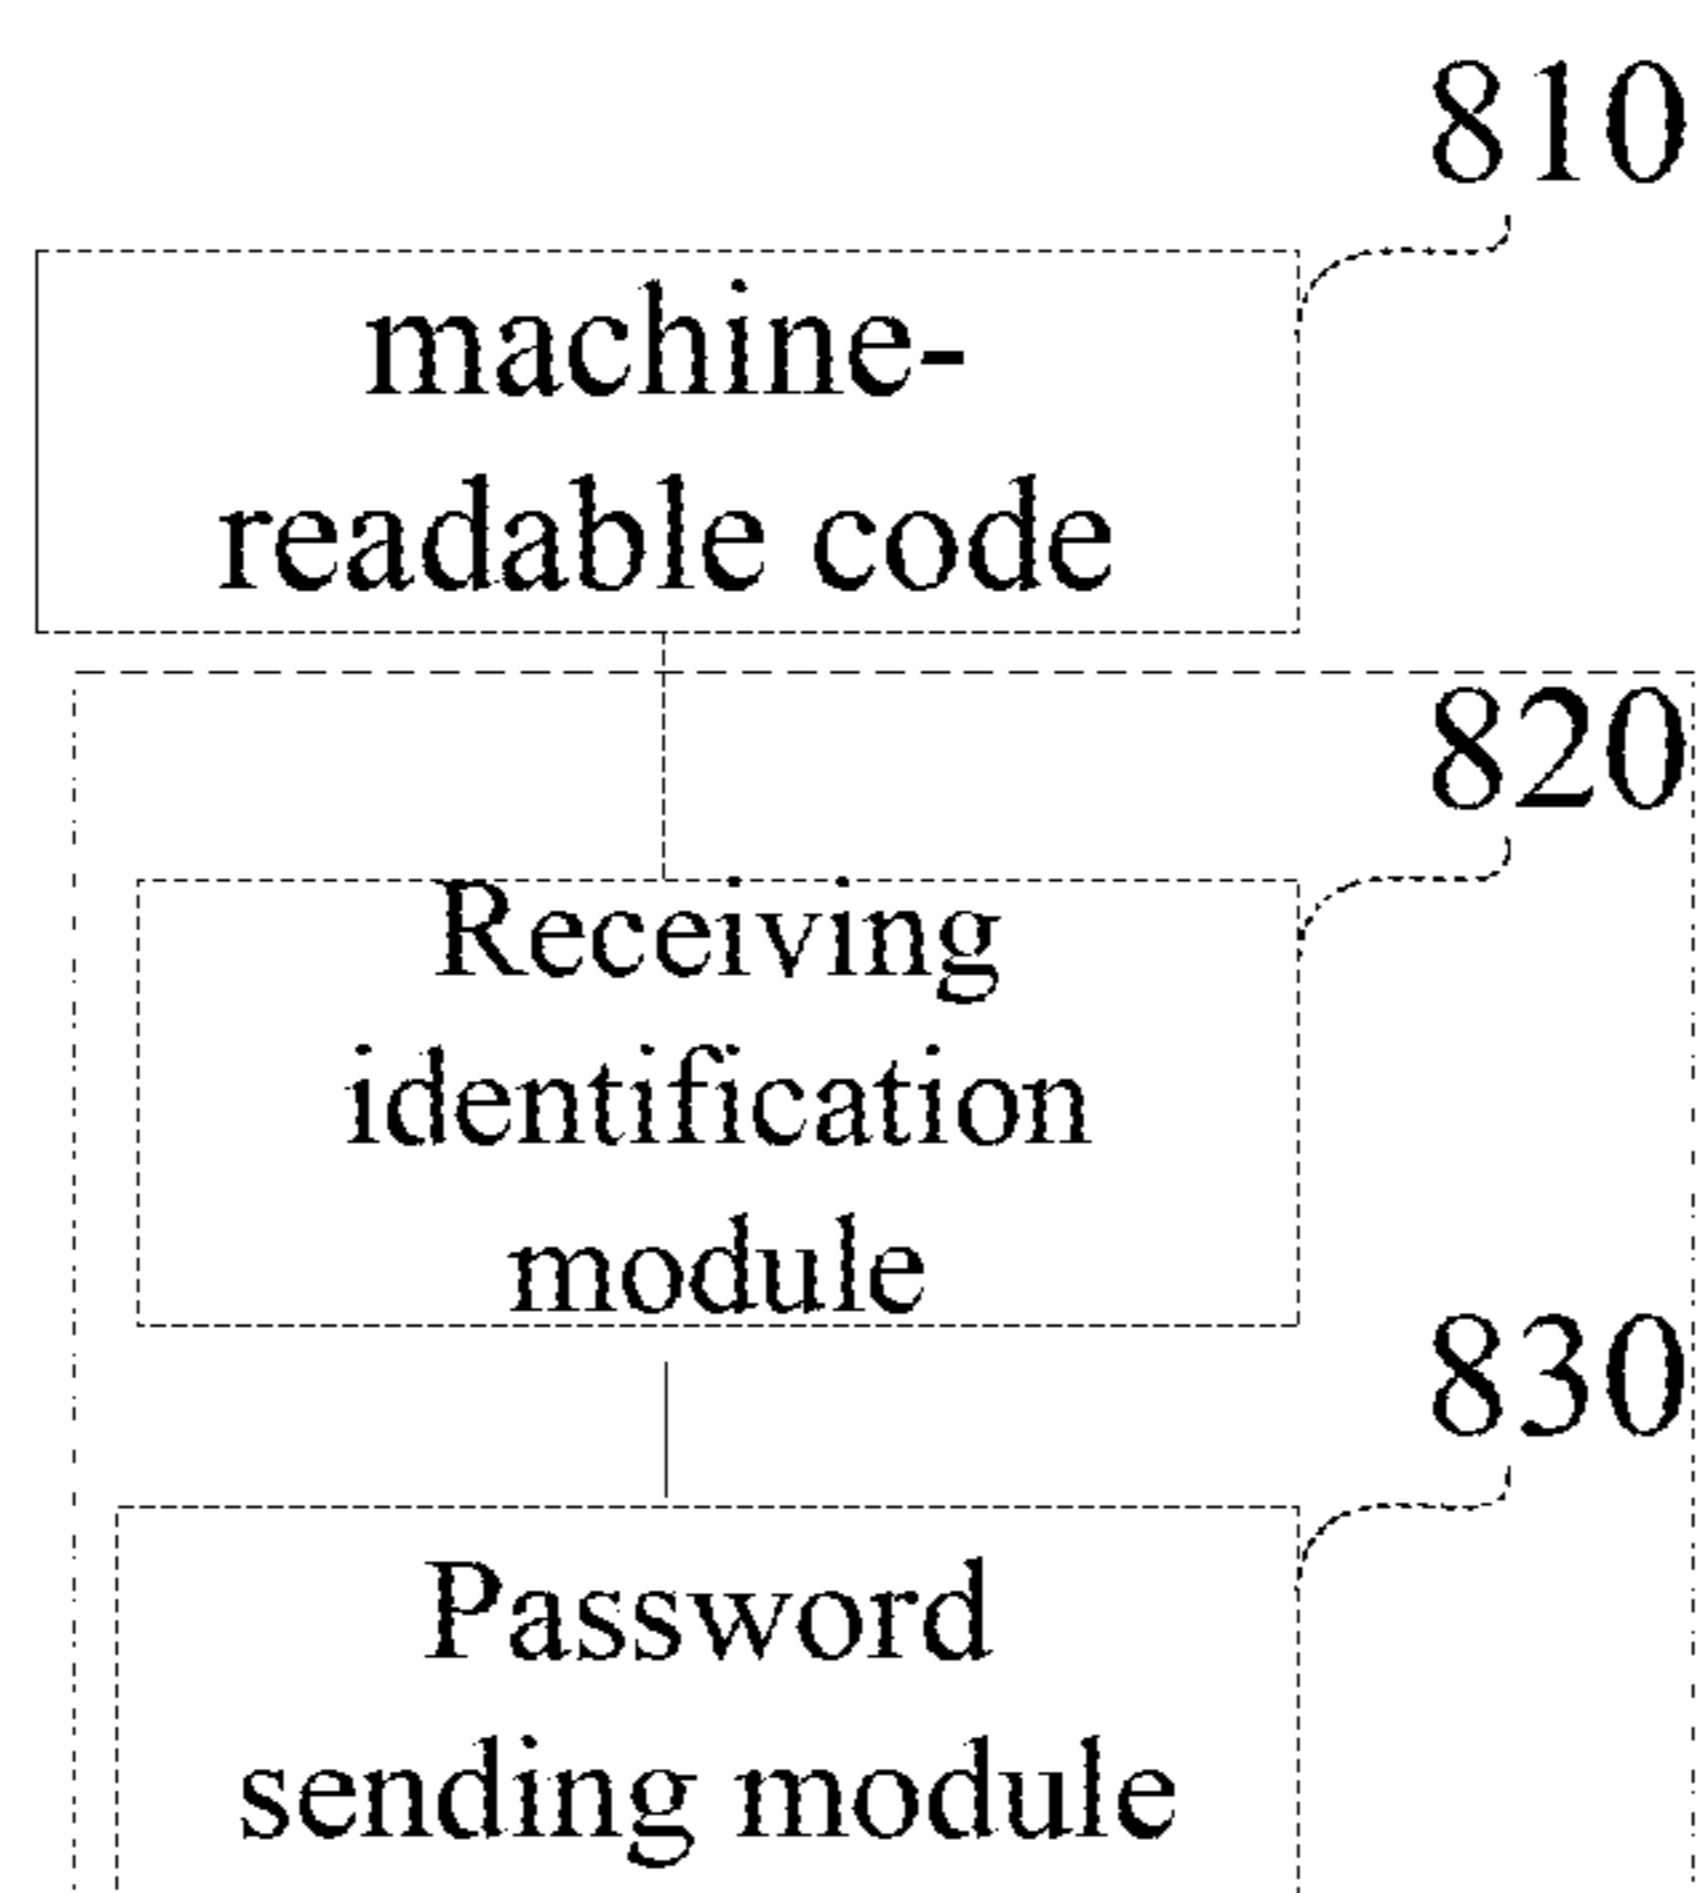 810
machine-
readable code
820
Receiving
identification
module
830
Password
sending module